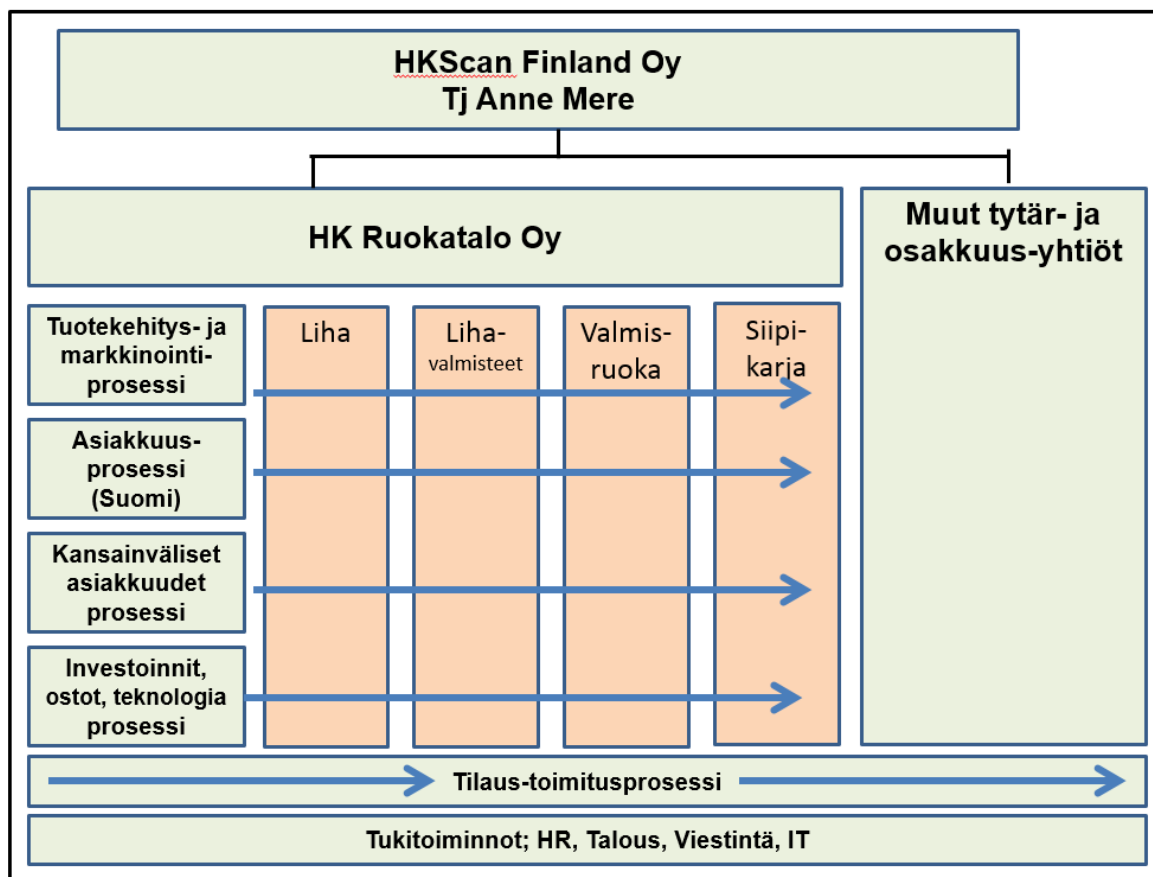 HKScan Finland Oy
Tj Anne Mere
HK Ruokatalo Oy
Muut tytär- ja
osakkuus-yhtiöt
Tuotekehitys- ja
markkinointi-
prosessi
Liha
Liha-
valmisteet
Valmis-
ruoka
Siipi-
karja
Asiakkuus-
prosessi
(Suomi)
Kansainväliset
asiakkuudet
prosessi
Investoinnit,
ostot, teknologia
prosessi
Tilaus-toimitusprosessi
Tukitoiminnot; HR, Talous, Viestintä, IT